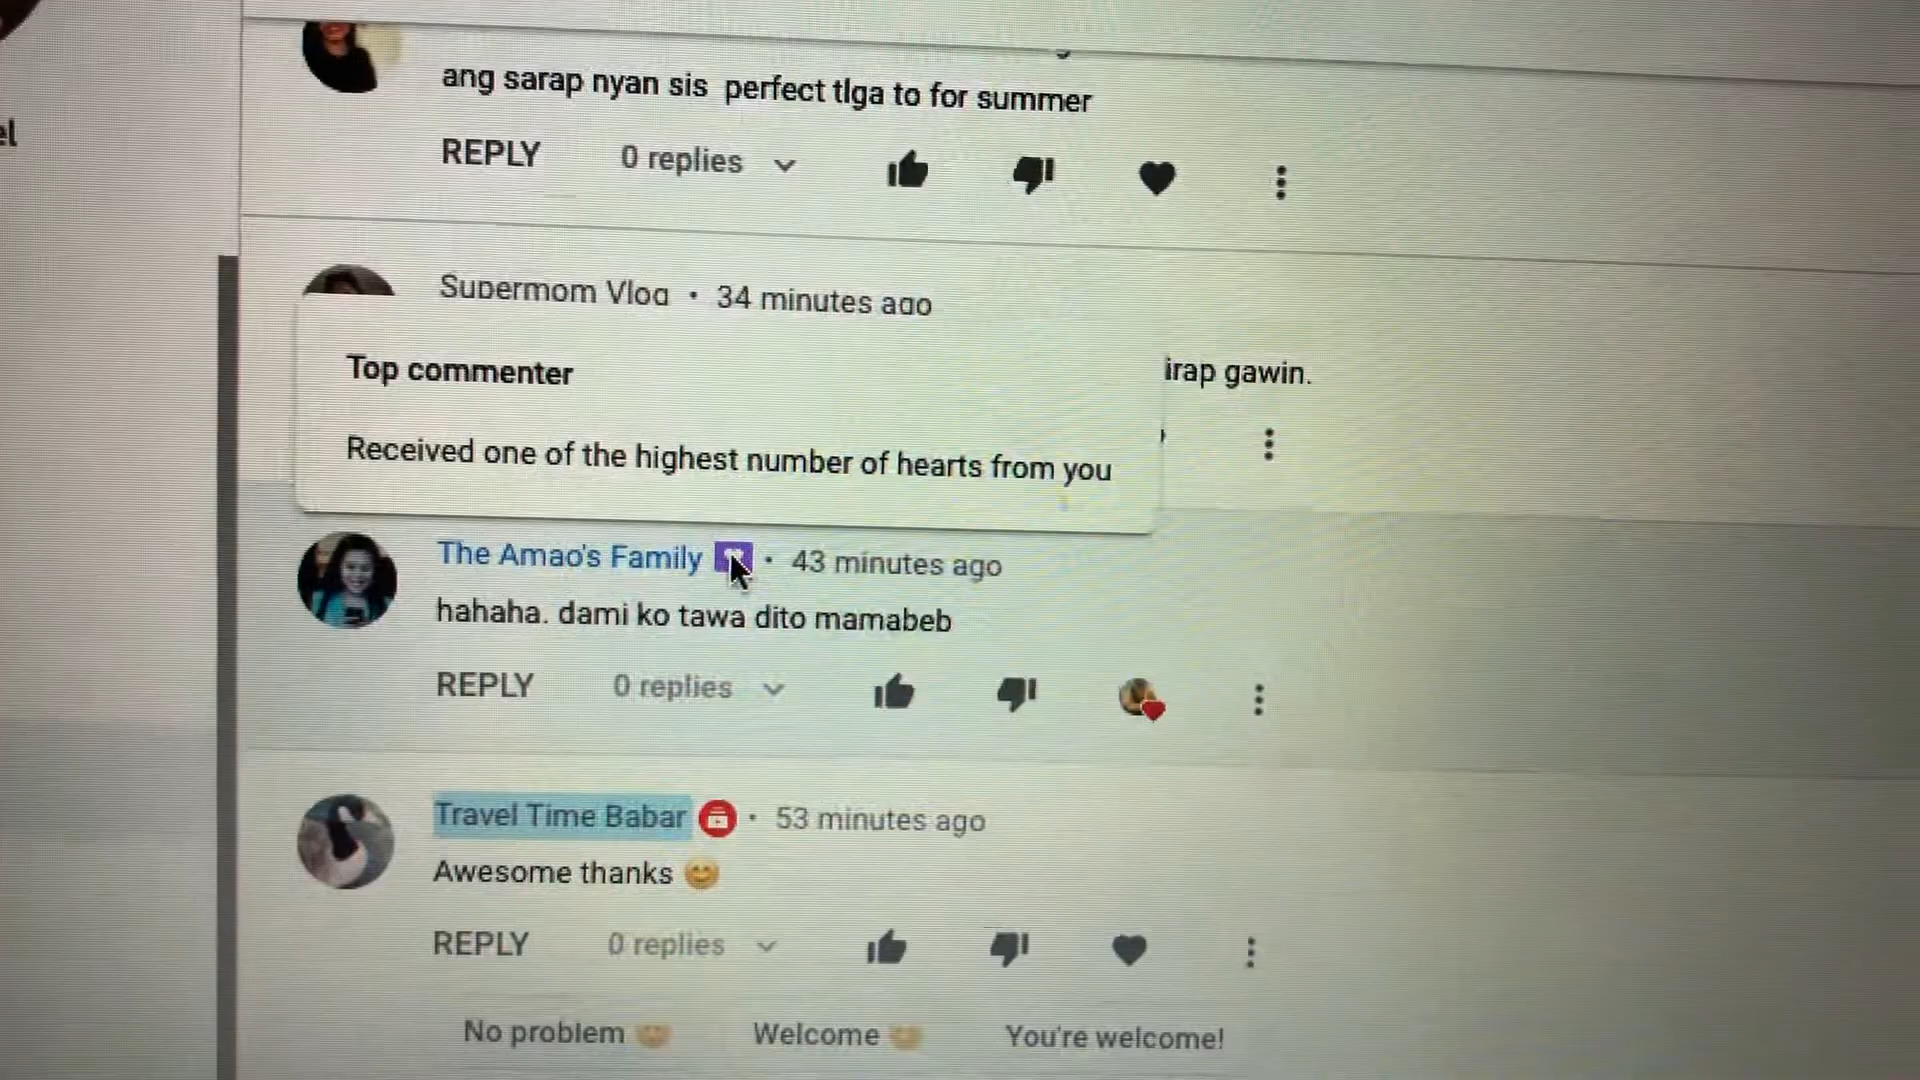 el
ang sarap nyan sis perfect tlga to for summer
REPLY 0 replies
Supermom Vlog • 34 minutes ago
Top commenter
irap gawin.
Received one of the highest number of hearts from you
The Amao's Family • 43 minutes ago
hahaha. dami ko tawa dito mamabeb
REPLY 0 replies
Travel Time Babar • 53 minutes ago
Awesome thanks 😊
REPLY 0 replies
No problem Welcome You're welcome!